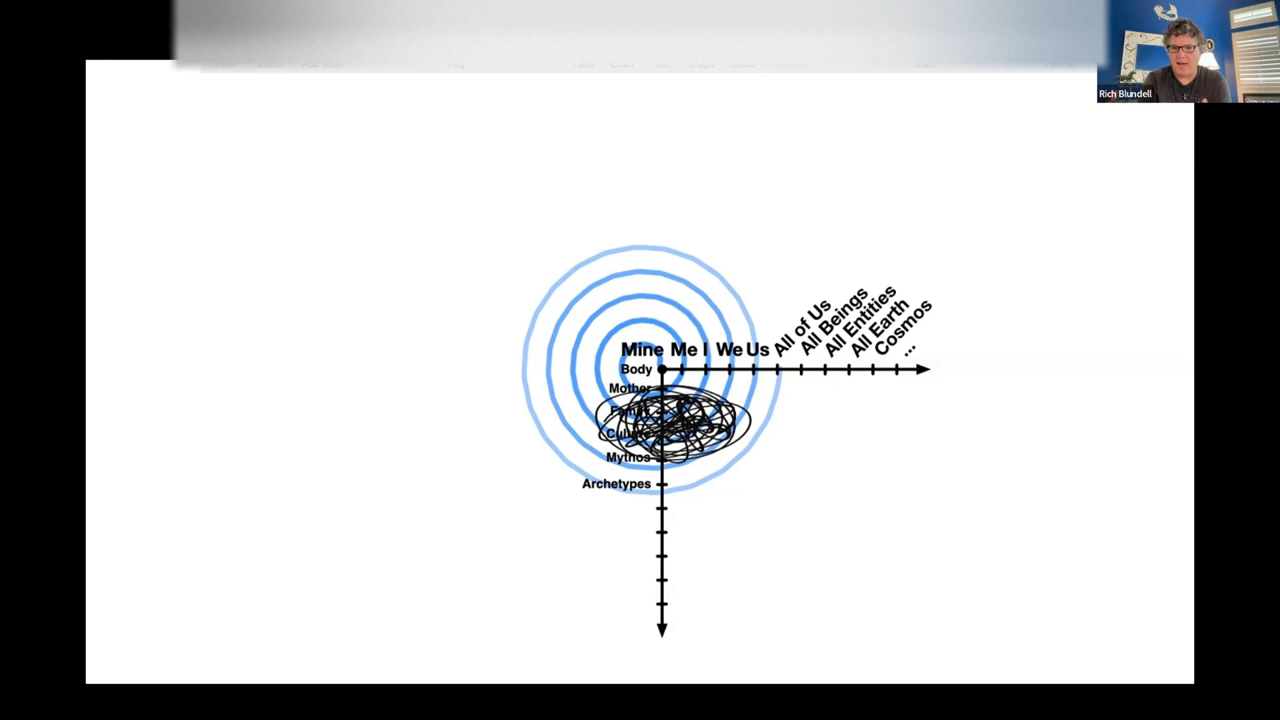 Rich Blundell
Mine Me I We Us All of Us All Beings All Entities All Earth Cosmos ...
Body
Mother
Family
Mythos
Archetypes